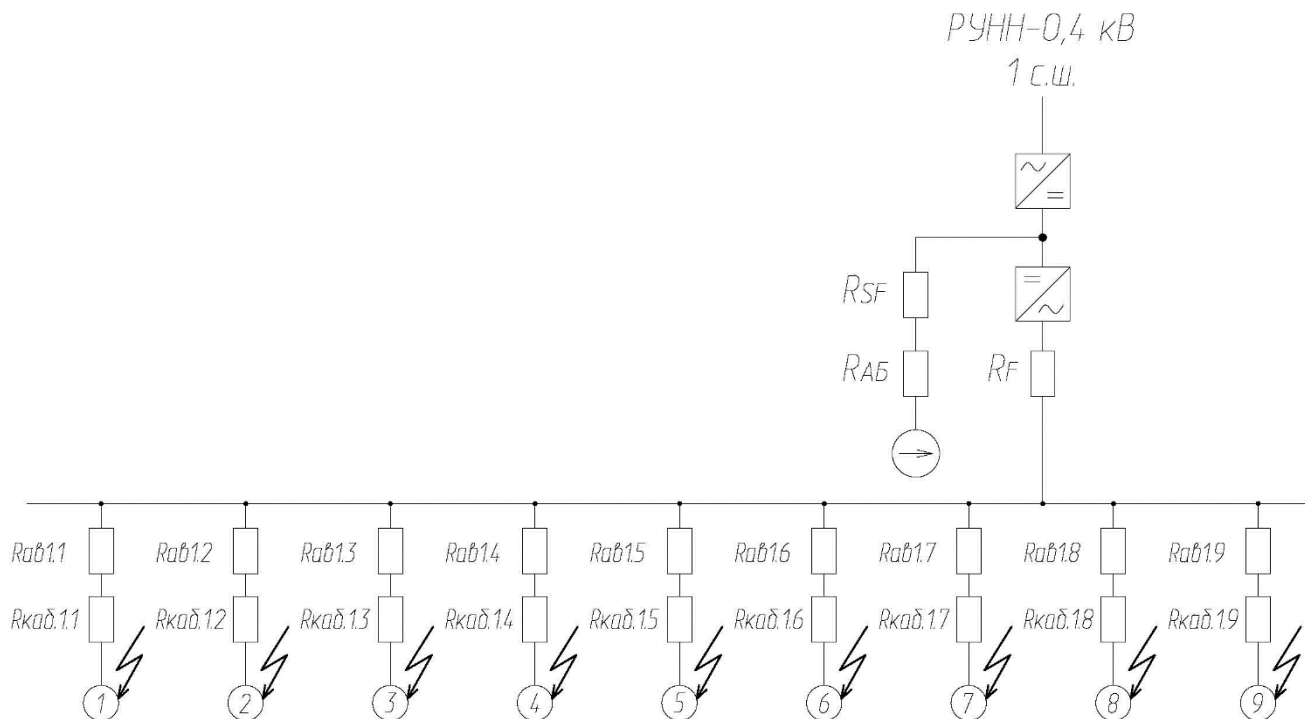 РУНН-0,4 кВ
1 с.ш.
RSF
RАБ
RF
Rав1.1
Rав1.2
Rав1.3
Rав1.4
Rав1.5
Rав1.6
Rав1.7
Rав1.8
Rав1.9
Rкаб.1.1
Rкаб.1.2
Rкаб.1.3
Rкаб.1.4
Rкаб.1.5
Rкаб.1.6
Rкаб.1.7
Rкаб.1.8
Rкаб.1.9
1
2
3
4
5
6
7
8
9